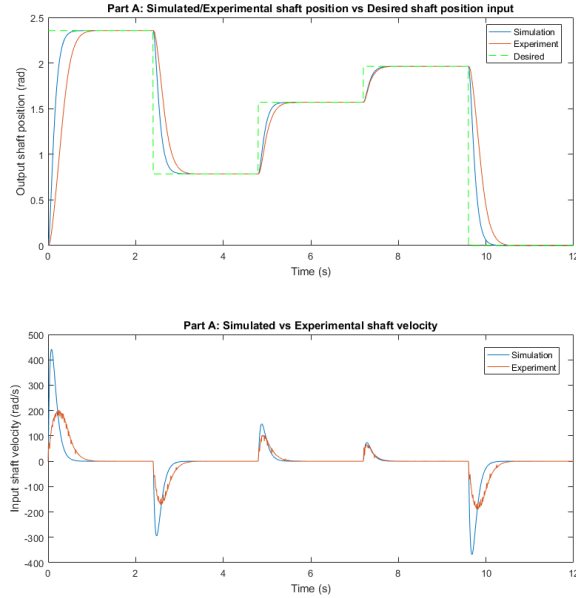 Part A: Simulated/Experimental shaft position vs Desired shaft position input
2.5
2
1.5
1
0.5
0
Output shaft position (rad)
Simulation
Experiment
Desired
0 2 4 6 8 10 12
Time (s)
Part A: Simulated vs Experimental shaft velocity
500
400
300
200
100
0
-100
-200
-300
-400
Input shaft velocity (rad/s)
Simulation
Experiment
0 2 4 6 8 10 12
Time (s)